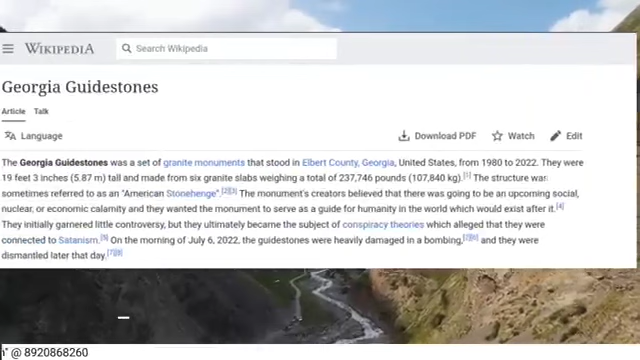 WIKIPEDIA
Search Wikipedia
Georgia Guidestones
Article Talk
Language Download PDF Watch Edit
The Georgia Guidestones was a set of granite monuments that stood in Elbert County, Georgia, United States, from 1980 to 2022. They were
19 feet 3 inches (5.87 m) tall and made from six granite slabs weighing a total of 237,746 pounds (107,840 kg).[1] The structure was
sometimes referred to as an "American Stonehenge".[2][3] The monument's creators believed that there was going to be an upcoming social,
nuclear, or economic calamity and they wanted the monument to serve as a guide for humanity in the world which would exist after it.[4]
They initially garnered little controversy, but they ultimately became the subject of conspiracy theories which alleged that they were
connected to Satanism.[5] On the morning of July 6, 2022, the guidestones were heavily damaged in a bombing, and they were
dismantled later that day.
@ 8920868260